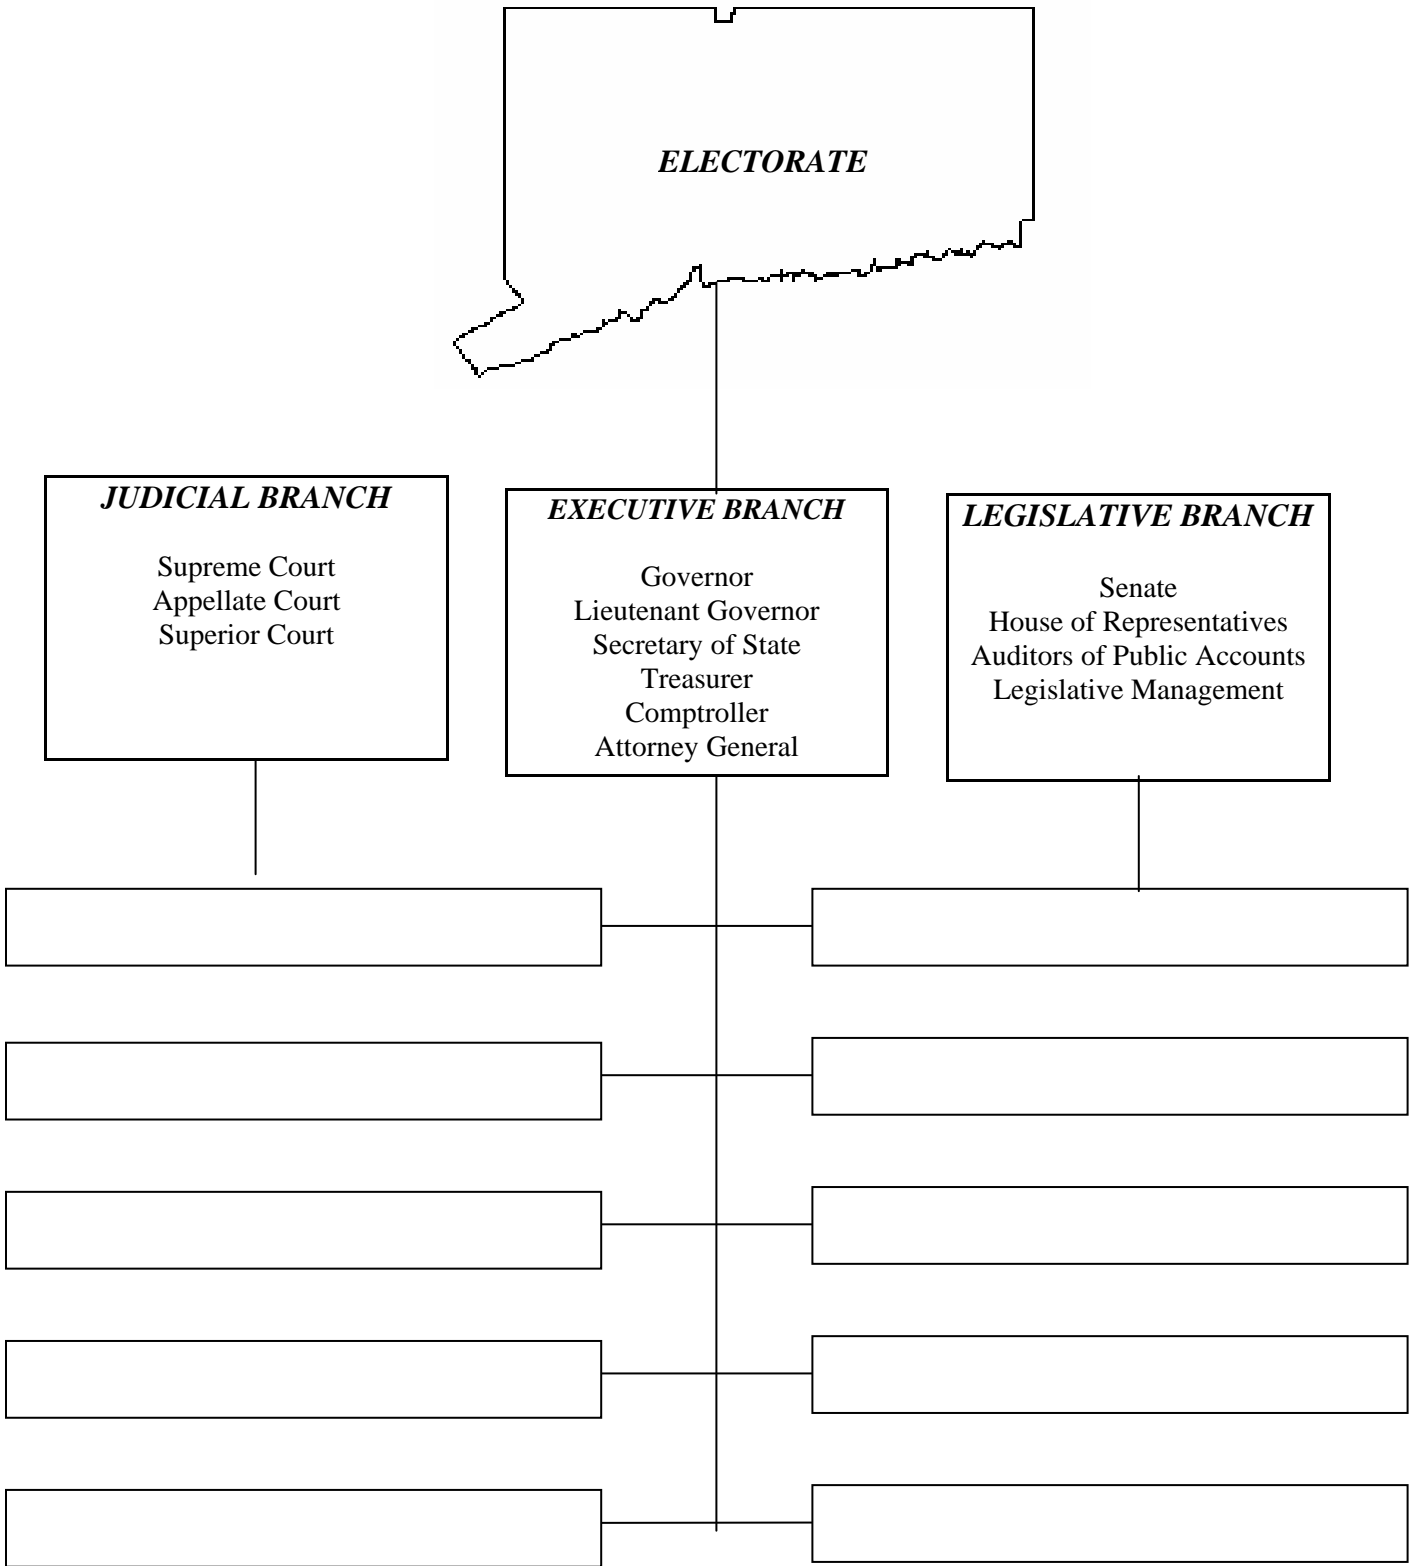 ELECTORATE
JUDICIAL BRANCH
Supreme Court
Appellate Court
Superior Court
EXECUTIVE BRANCH
Governor
Lieutenant Governor
Secretary of State
Treasurer
Comptroller
Attorney General
LEGISLATIVE BRANCH
Senate
House of Representatives
Auditors of Public Accounts
Legislative Management